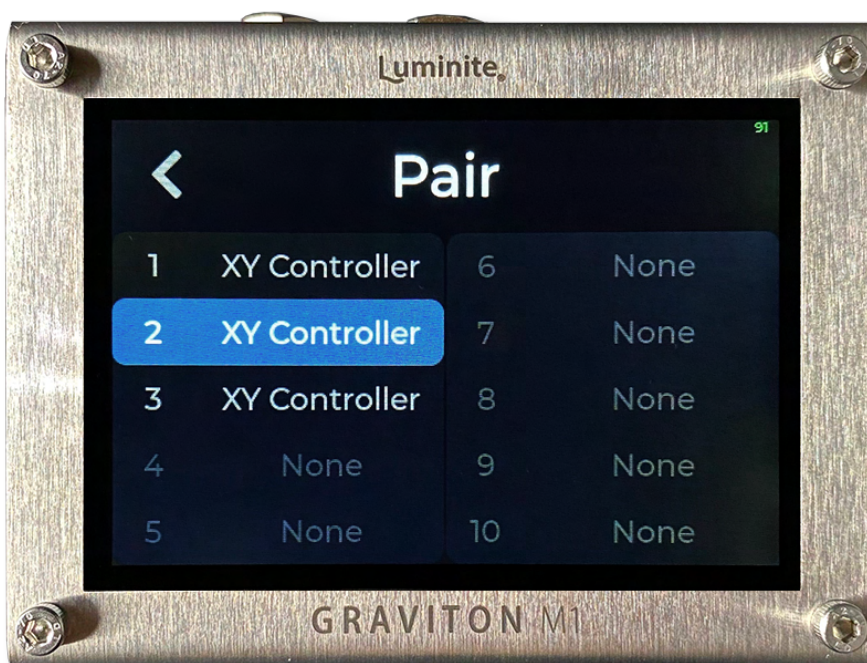 Luminite
91
Pair
1 XY Controller 6 None
2 XY Controller 7 None
3 XY Controller 8 None
4 None 9 None
5 None 10 None
GRAVITON M1